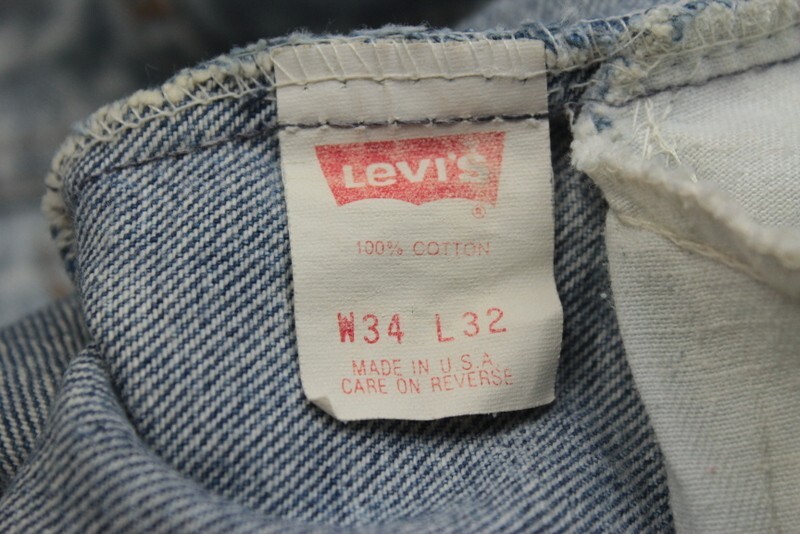 Levi's
®
100% COTTON
W34 L32
MADE IN U.S.A
CARE ON REVERSE